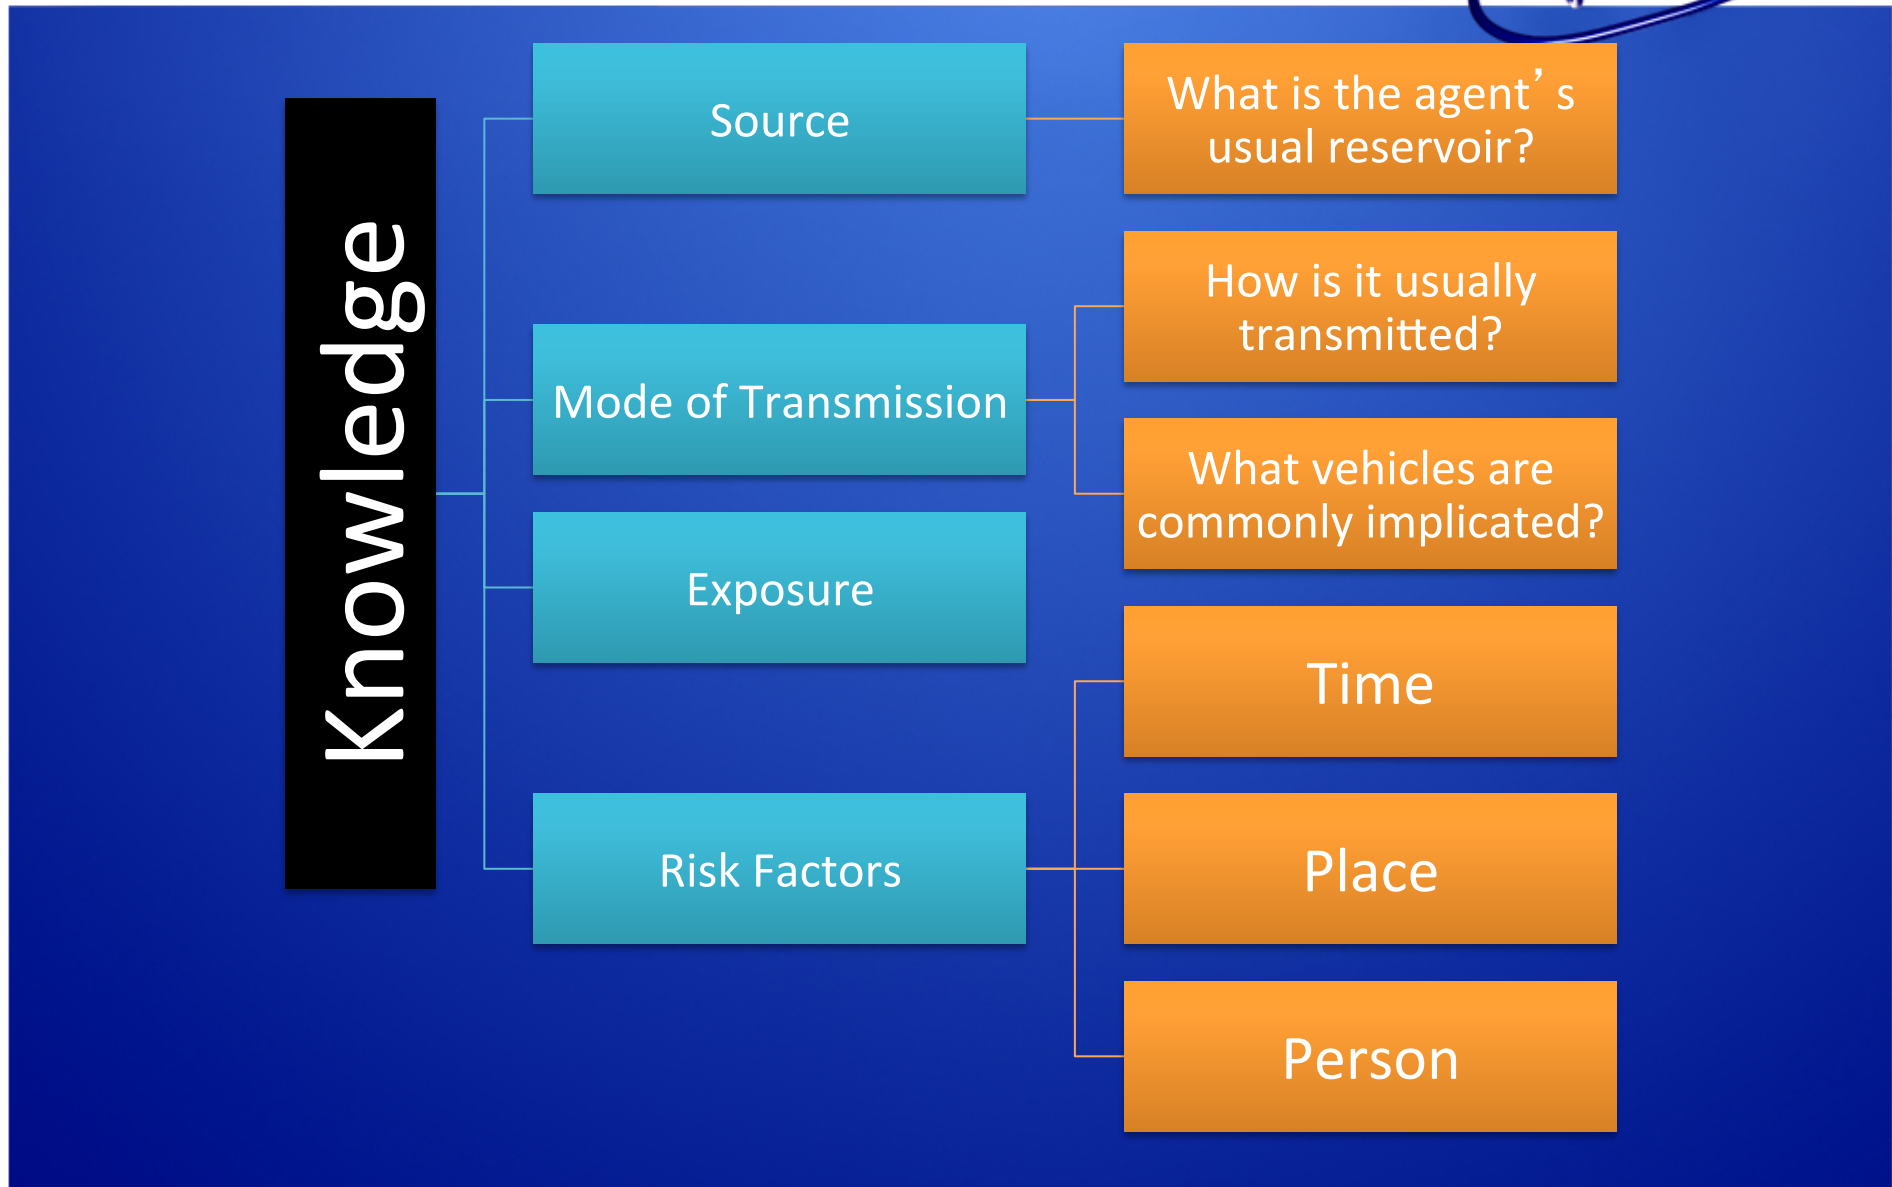 Knowledge
Source
What is the agent’s
usual reservoir?
Mode of Transmission
How is it usually
transmitted?
What vehicles are
commonly implicated?
Exposure
Risk Factors
Time
Place
Person